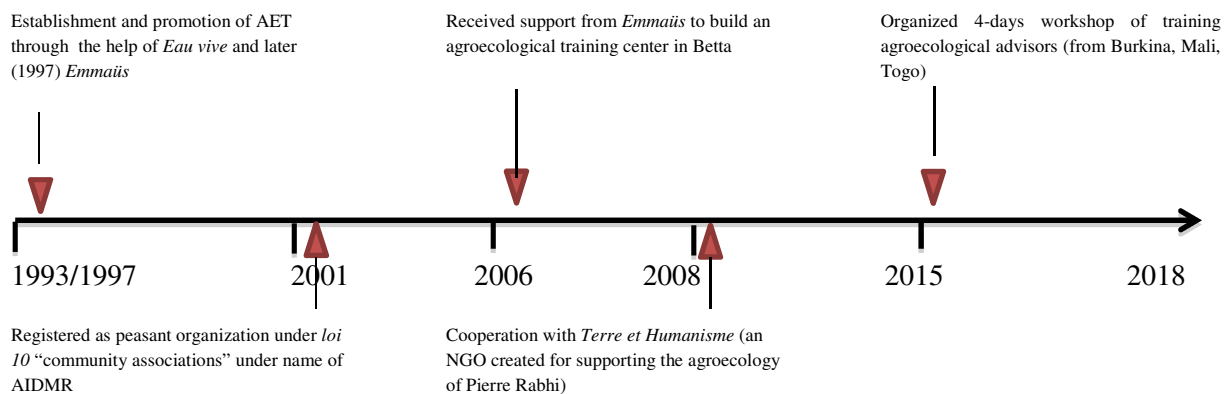 Establishment and promotion of AET
through the help of Eau vive and later
(1997) Emmaüs
Received support from Emmaüs to build an
agroecological training center in Betta
Organized 4-days workshop of training
agroecological advisors (from Burkina, Mali,
Togo)
1993/1997
2001
2006
2008
2015
2018
Registered as peasant organization under loi
10 “community associations” under name of
AIDMR
Cooperation with Terre et Humanisme (an
NGO created for supporting the agroecology
of Pierre Rabhi)